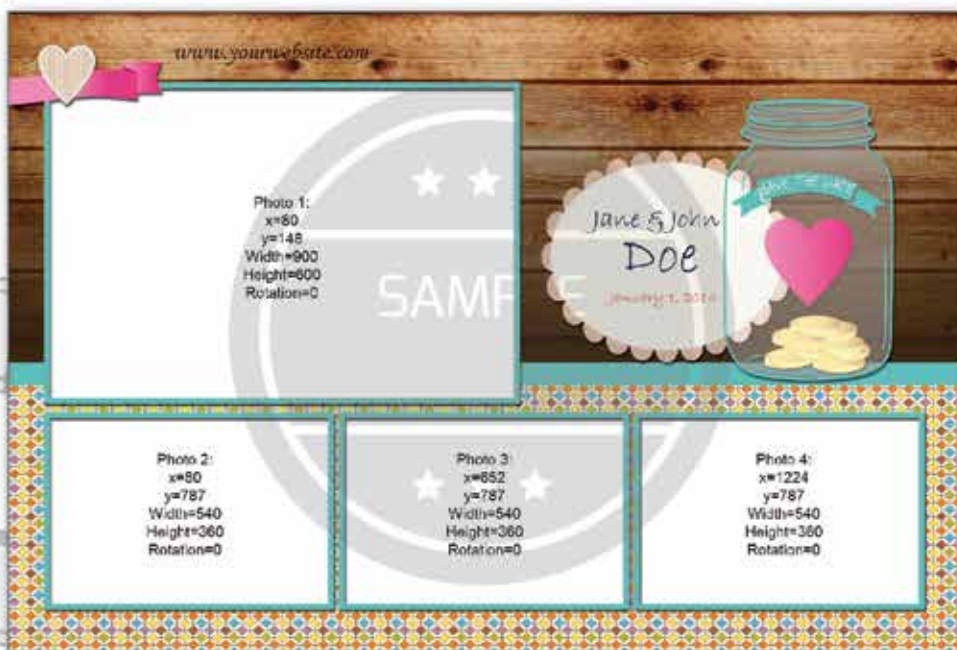 www.yourwebsite.com
Photo 1:
x=80
y=148
Width=900
Height=600
Rotation=0
SAMPLE
Jane & John
Doe
January 1,
Photo 2:
x=80
y=787
Width=540
Height=360
Rotation=0
Photo 3:
x=652
y=787
Width=540
Height=360
Rotation=0
Photo 4:
x=1224
y=787
Width=540
Height=360
Rotation=0